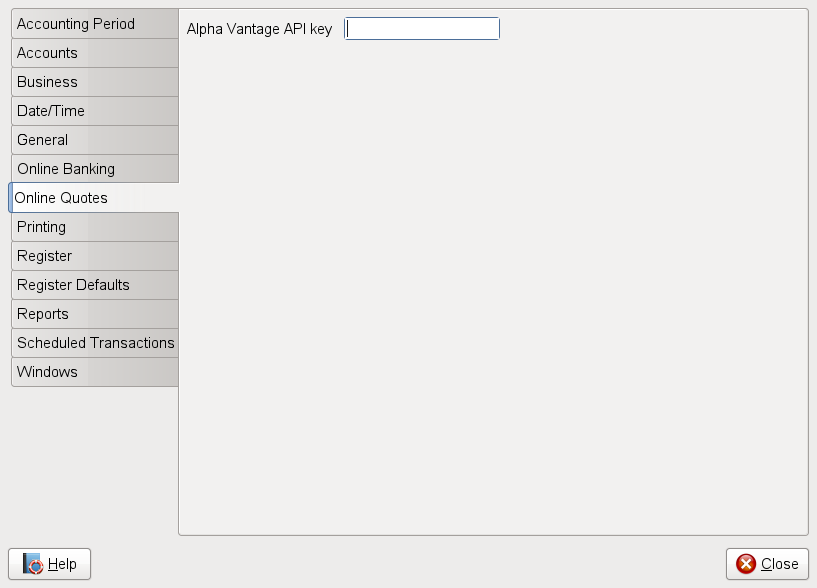 Accounting Period
Alpha Vantage API key
Accounts
Business
Date/Time
General
Online Banking
Online Quotes
Printing
Register
Register Defaults
Reports
Scheduled Transactions
Windows
Help
Close